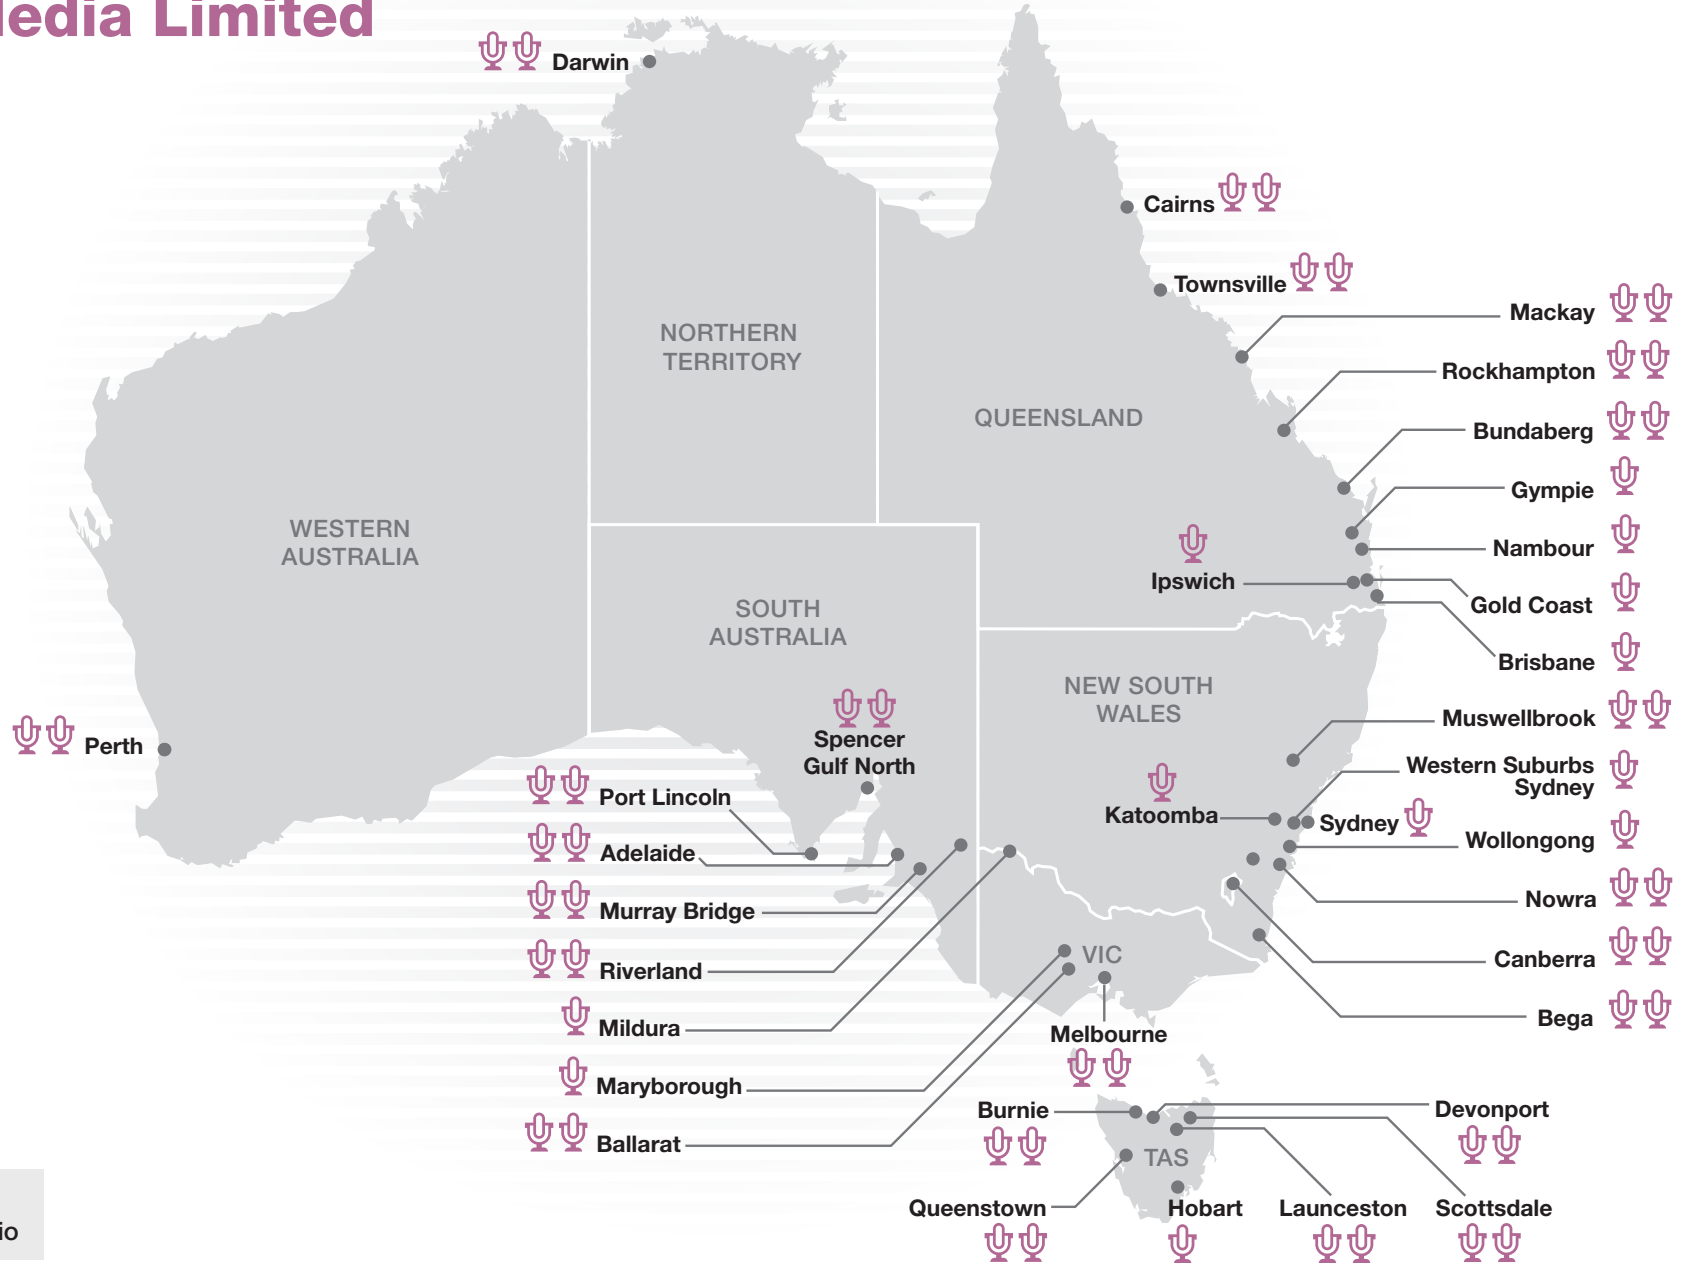 Limited
Darwin
Cairns
Townsville
Mackay
Rockhampton
Bundaberg
Gympie
Nambour
Gold Coast
Brisbane
Ipswich
NORTHERN
TERRITORY
QUEENSLAND
WESTERN
AUSTRALIA
SOUTH
AUSTRALIA
NEW SOUTH
WALES
Muswellbrook
Western Suburbs
Sydney
Katoomba
Sydney
Wollongong
Nowra
Canberra
Bega
Perth
Spencer
Gulf North
Port Lincoln
Adelaide
Murray Bridge
Riverland
Mildura
Maryborough
Ballarat
VIC
Melbourne
Burnie
Devonport
TAS
Queenstown
Hobart
Launceston
Scottsdale